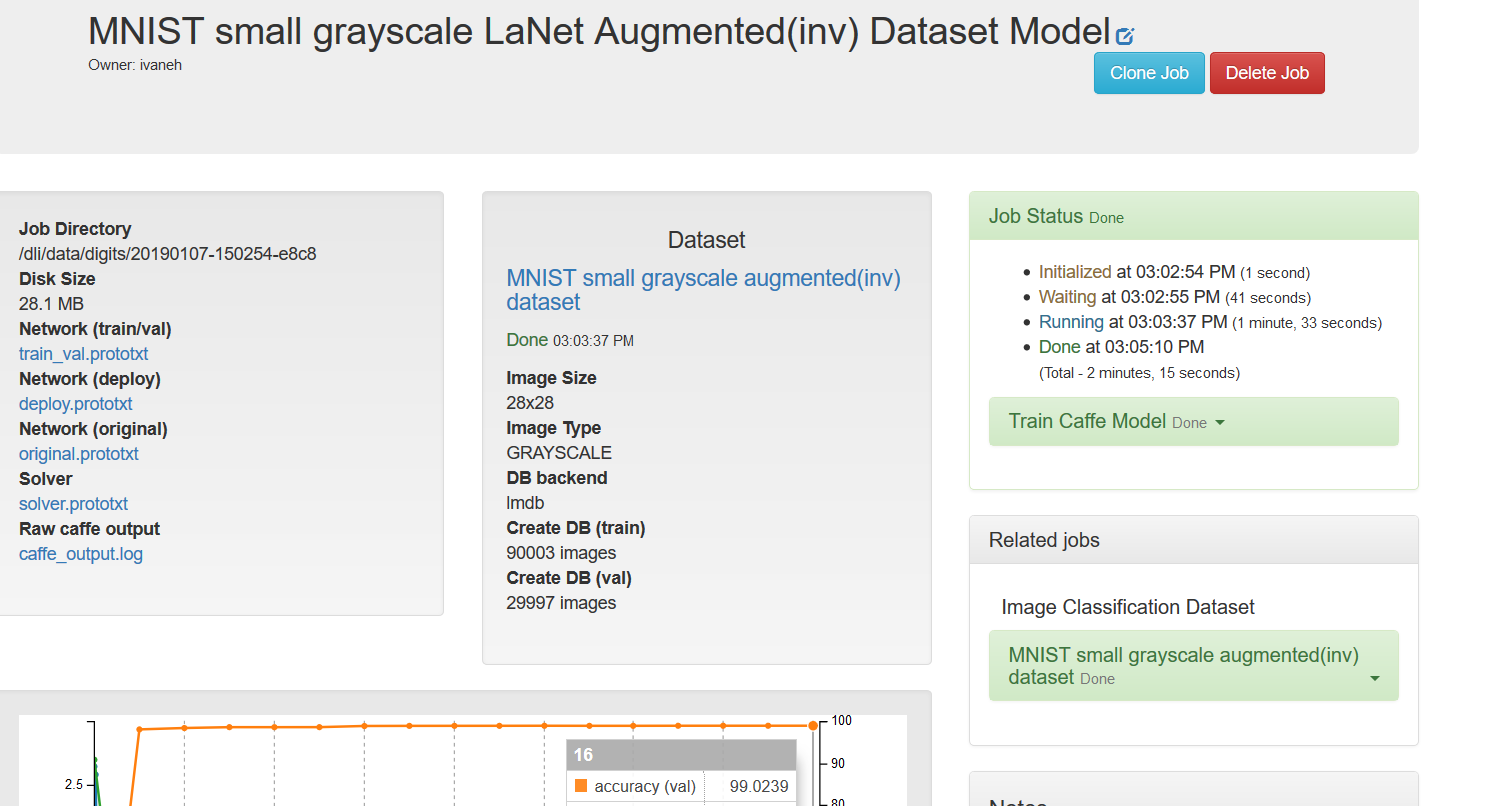 MNIST small grayscale LaNet Augmented(inv) Dataset Model
Owner: ivaneh
Clone Job
Delete Job
Job Directory
/dli/data/digits/20190107-150254-e8c8
Disk Size
28.1 MB
Network (train/val)
train_val.prototxt
Network (deploy)
deploy.prototxt
Network (original)
original.prototxt
Solver
solver.prototxt
Raw caffe output
caffe_output.log
Dataset
MNIST small grayscale augmented(inv)
dataset
Done 03:03:37 PM
Image Size
28x28
Image Type
GRAYSCALE
DB backend
lmdb
Create DB (train)
90003 images
Create DB (val)
29997 images
Job Status Done
Initialized at 03:02:54 PM (1 second)
Waiting at 03:02:55 PM (41 seconds)
Running at 03:03:37 PM (1 minute, 33 seconds)
Done at 03:05:10 PM
(Total - 2 minutes, 15 seconds)
Train Caffe Model Done
Related jobs
Image Classification Dataset
MNIST small grayscale augmented(inv)
dataset Done
Notes
2.5
100
90
80
16
accuracy (val) 99.0239